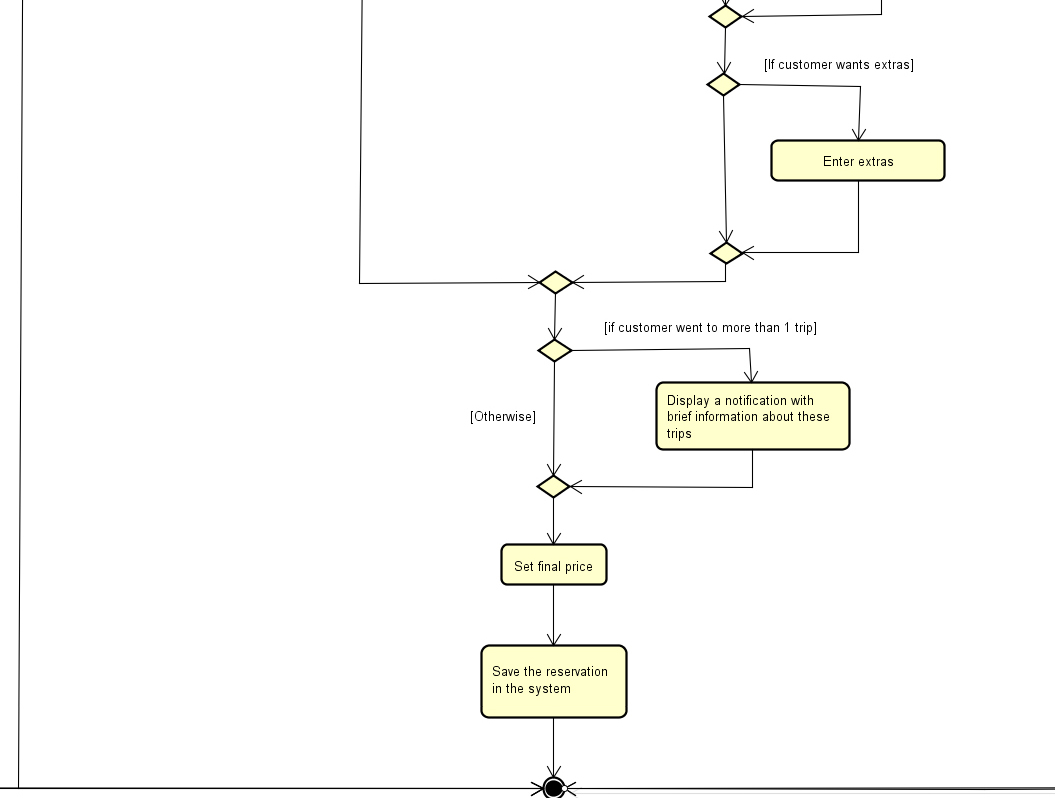 [If customer wants extras]
Enter extras
[if customer went to more than 1 trip]
Display a notification with
brief information about these
trips
[Otherwise]
Set final price
Save the reservation
in the system